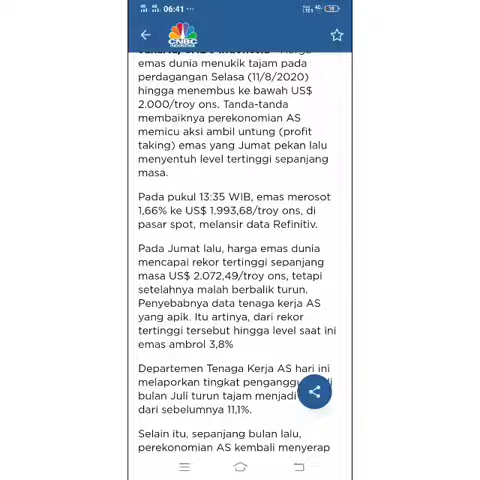 06:41
CNBC
INDONESIA
emas dunia menukik tajam pada
perdagangan Selasa (11/8/2020)
hingga menembus ke bawah US$
2.000/troy ons. Tanda-tanda
membaiknya perekonomian AS
memicu aksi ambil untung (profit
taking) emas yang Jumat pekan lalu
menyentuh level tertinggi sepanjang
masa.
Pada pukul 13:35 WIB, emas merosot
1,66% ke US$ 1.993,68/troy ons, di
pasar spot, melansir data Refinitiv.
Pada Jumat lalu, harga emas dunia
mencapai rekor tertinggi sepanjang
masa US$ 2.072,49/troy ons, tetapi
setelahnya malah berbalik turun.
Penyebabnya data tenaga kerja AS
yang apik. Itu artinya, dari rekor
tertinggi tersebut hingga level saat ini
emas ambrol 3,8%
Departemen Tenaga Kerja AS hari ini
melaporkan tingkat
bulan Juli turun tajam menjadi
dari sebelumnya 11,1%.
Selain itu, sepanjang bulan lalu,
perekonomian AS kembali menyerap